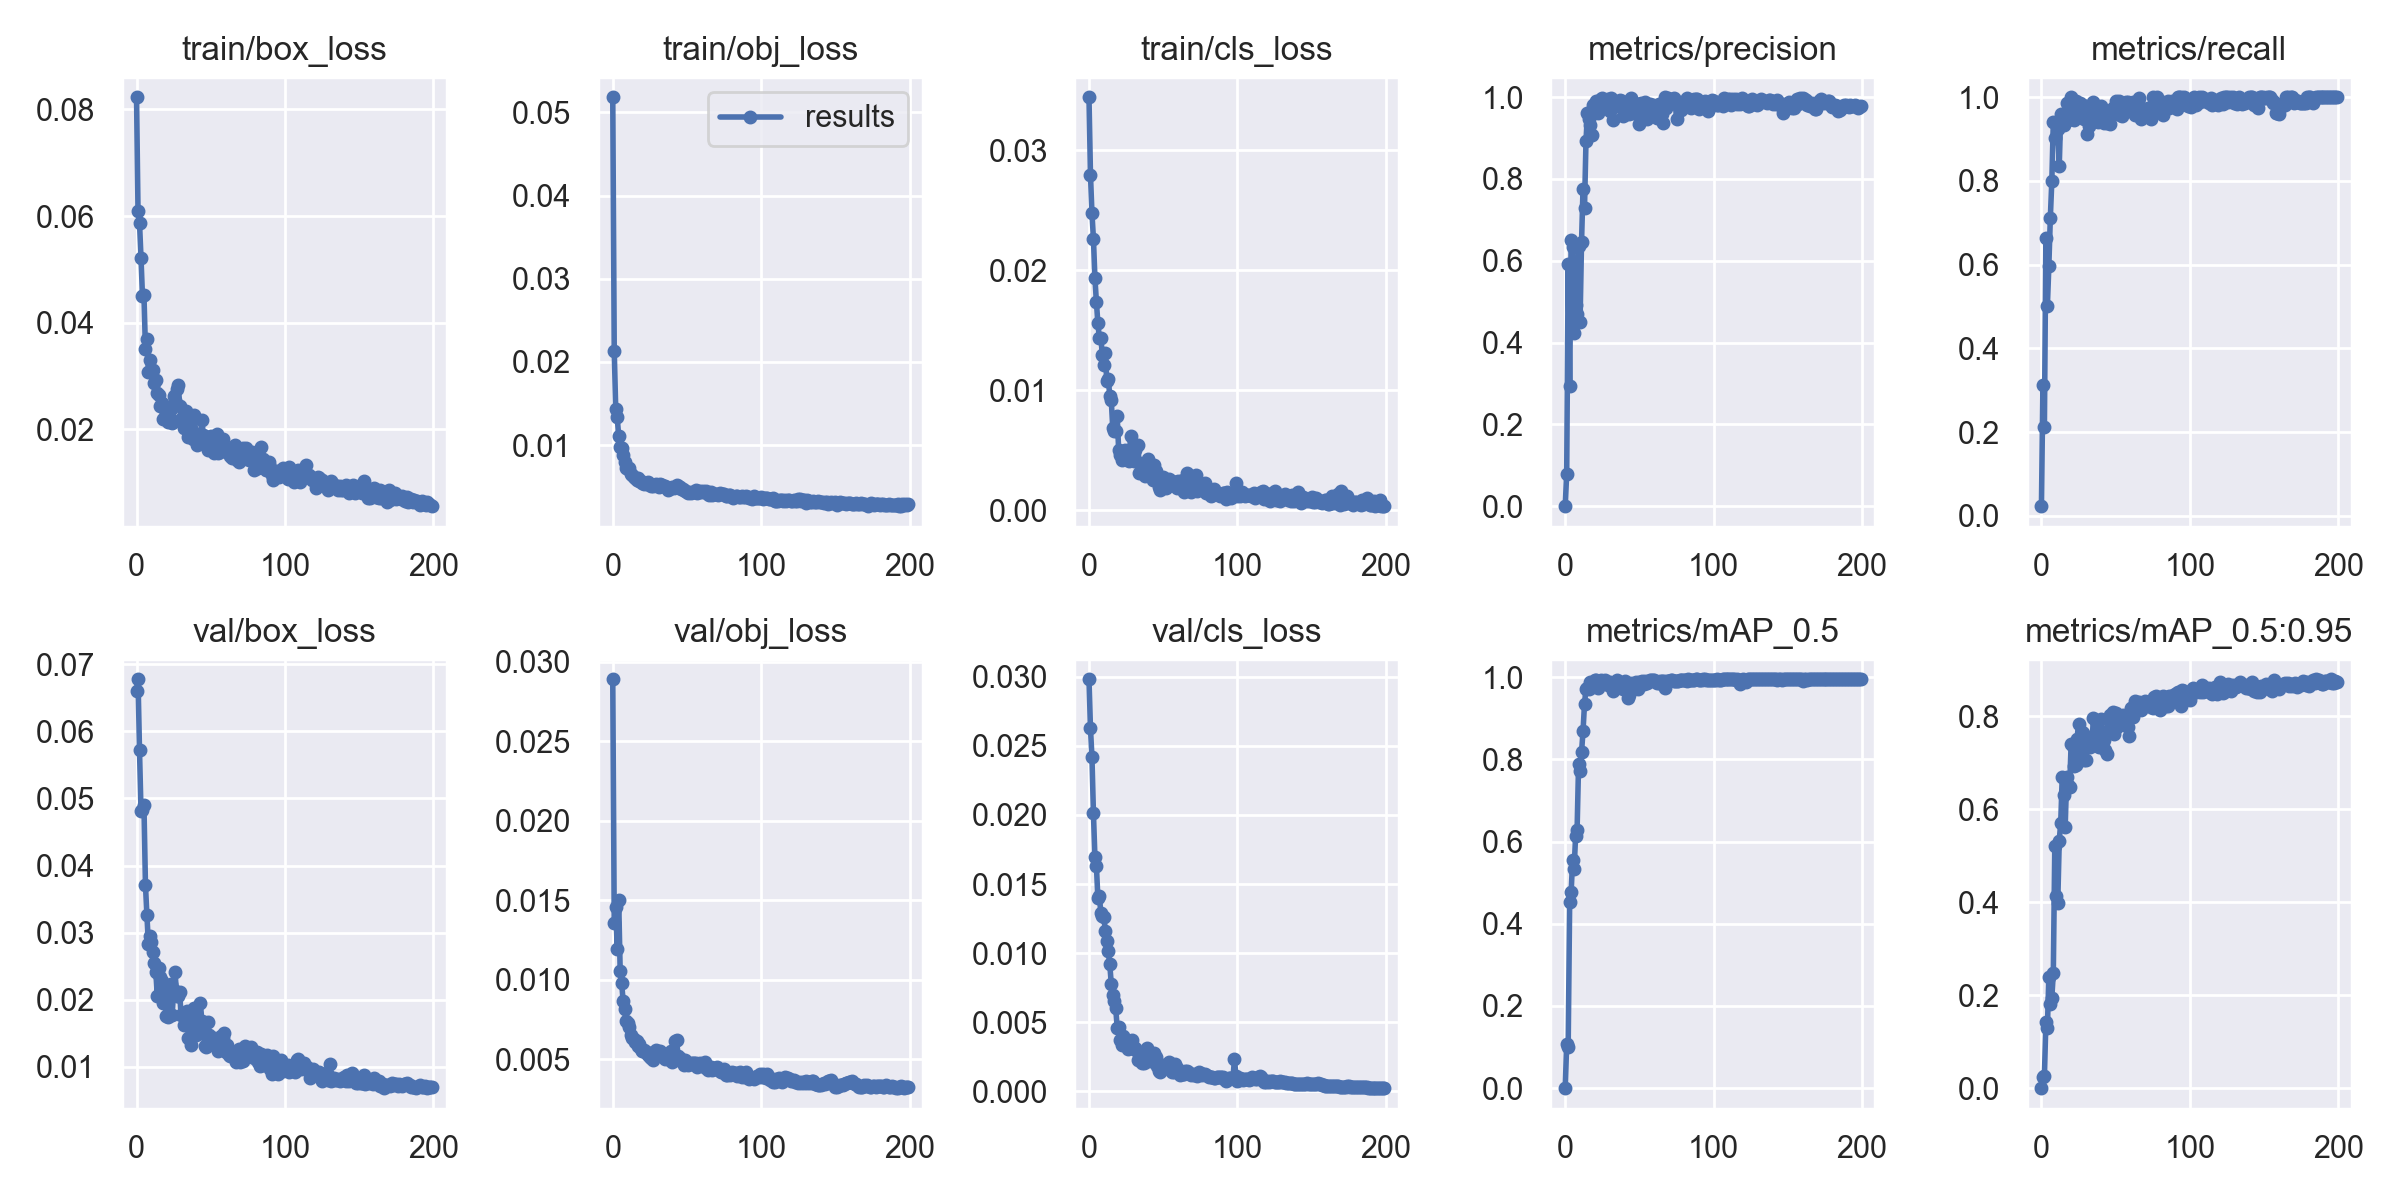 train/box_loss
0.08
0.06
0.04
0.02
0 100 200
train/obj_loss
results
0.05
0.04
0.03
0.02
0.01
0 100 200
train/cls_loss
0.03
0.02
0.01
0.00
0 100 200
metrics/precision
1.0
0.8
0.6
0.4
0.2
0.0
0 100 200
metrics/recall
1.0
0.8
0.6
0.4
0.2
0.0
0 100 200
val/box_loss
0.07
0.06
0.05
0.04
0.03
0.02
0.01
0 100 200
val/obj_loss
0.030
0.025
0.020
0.015
0.010
0.005
0 100 200
val/cls_loss
0.030
0.025
0.020
0.015
0.010
0.005
0.000
0 100 200
metrics/mAP_0.5
1.0
0.8
0.6
0.4
0.2
0.0
0 100 200
metrics/mAP_0.5:0.95
0.8
0.6
0.4
0.2
0.0
0 100 200